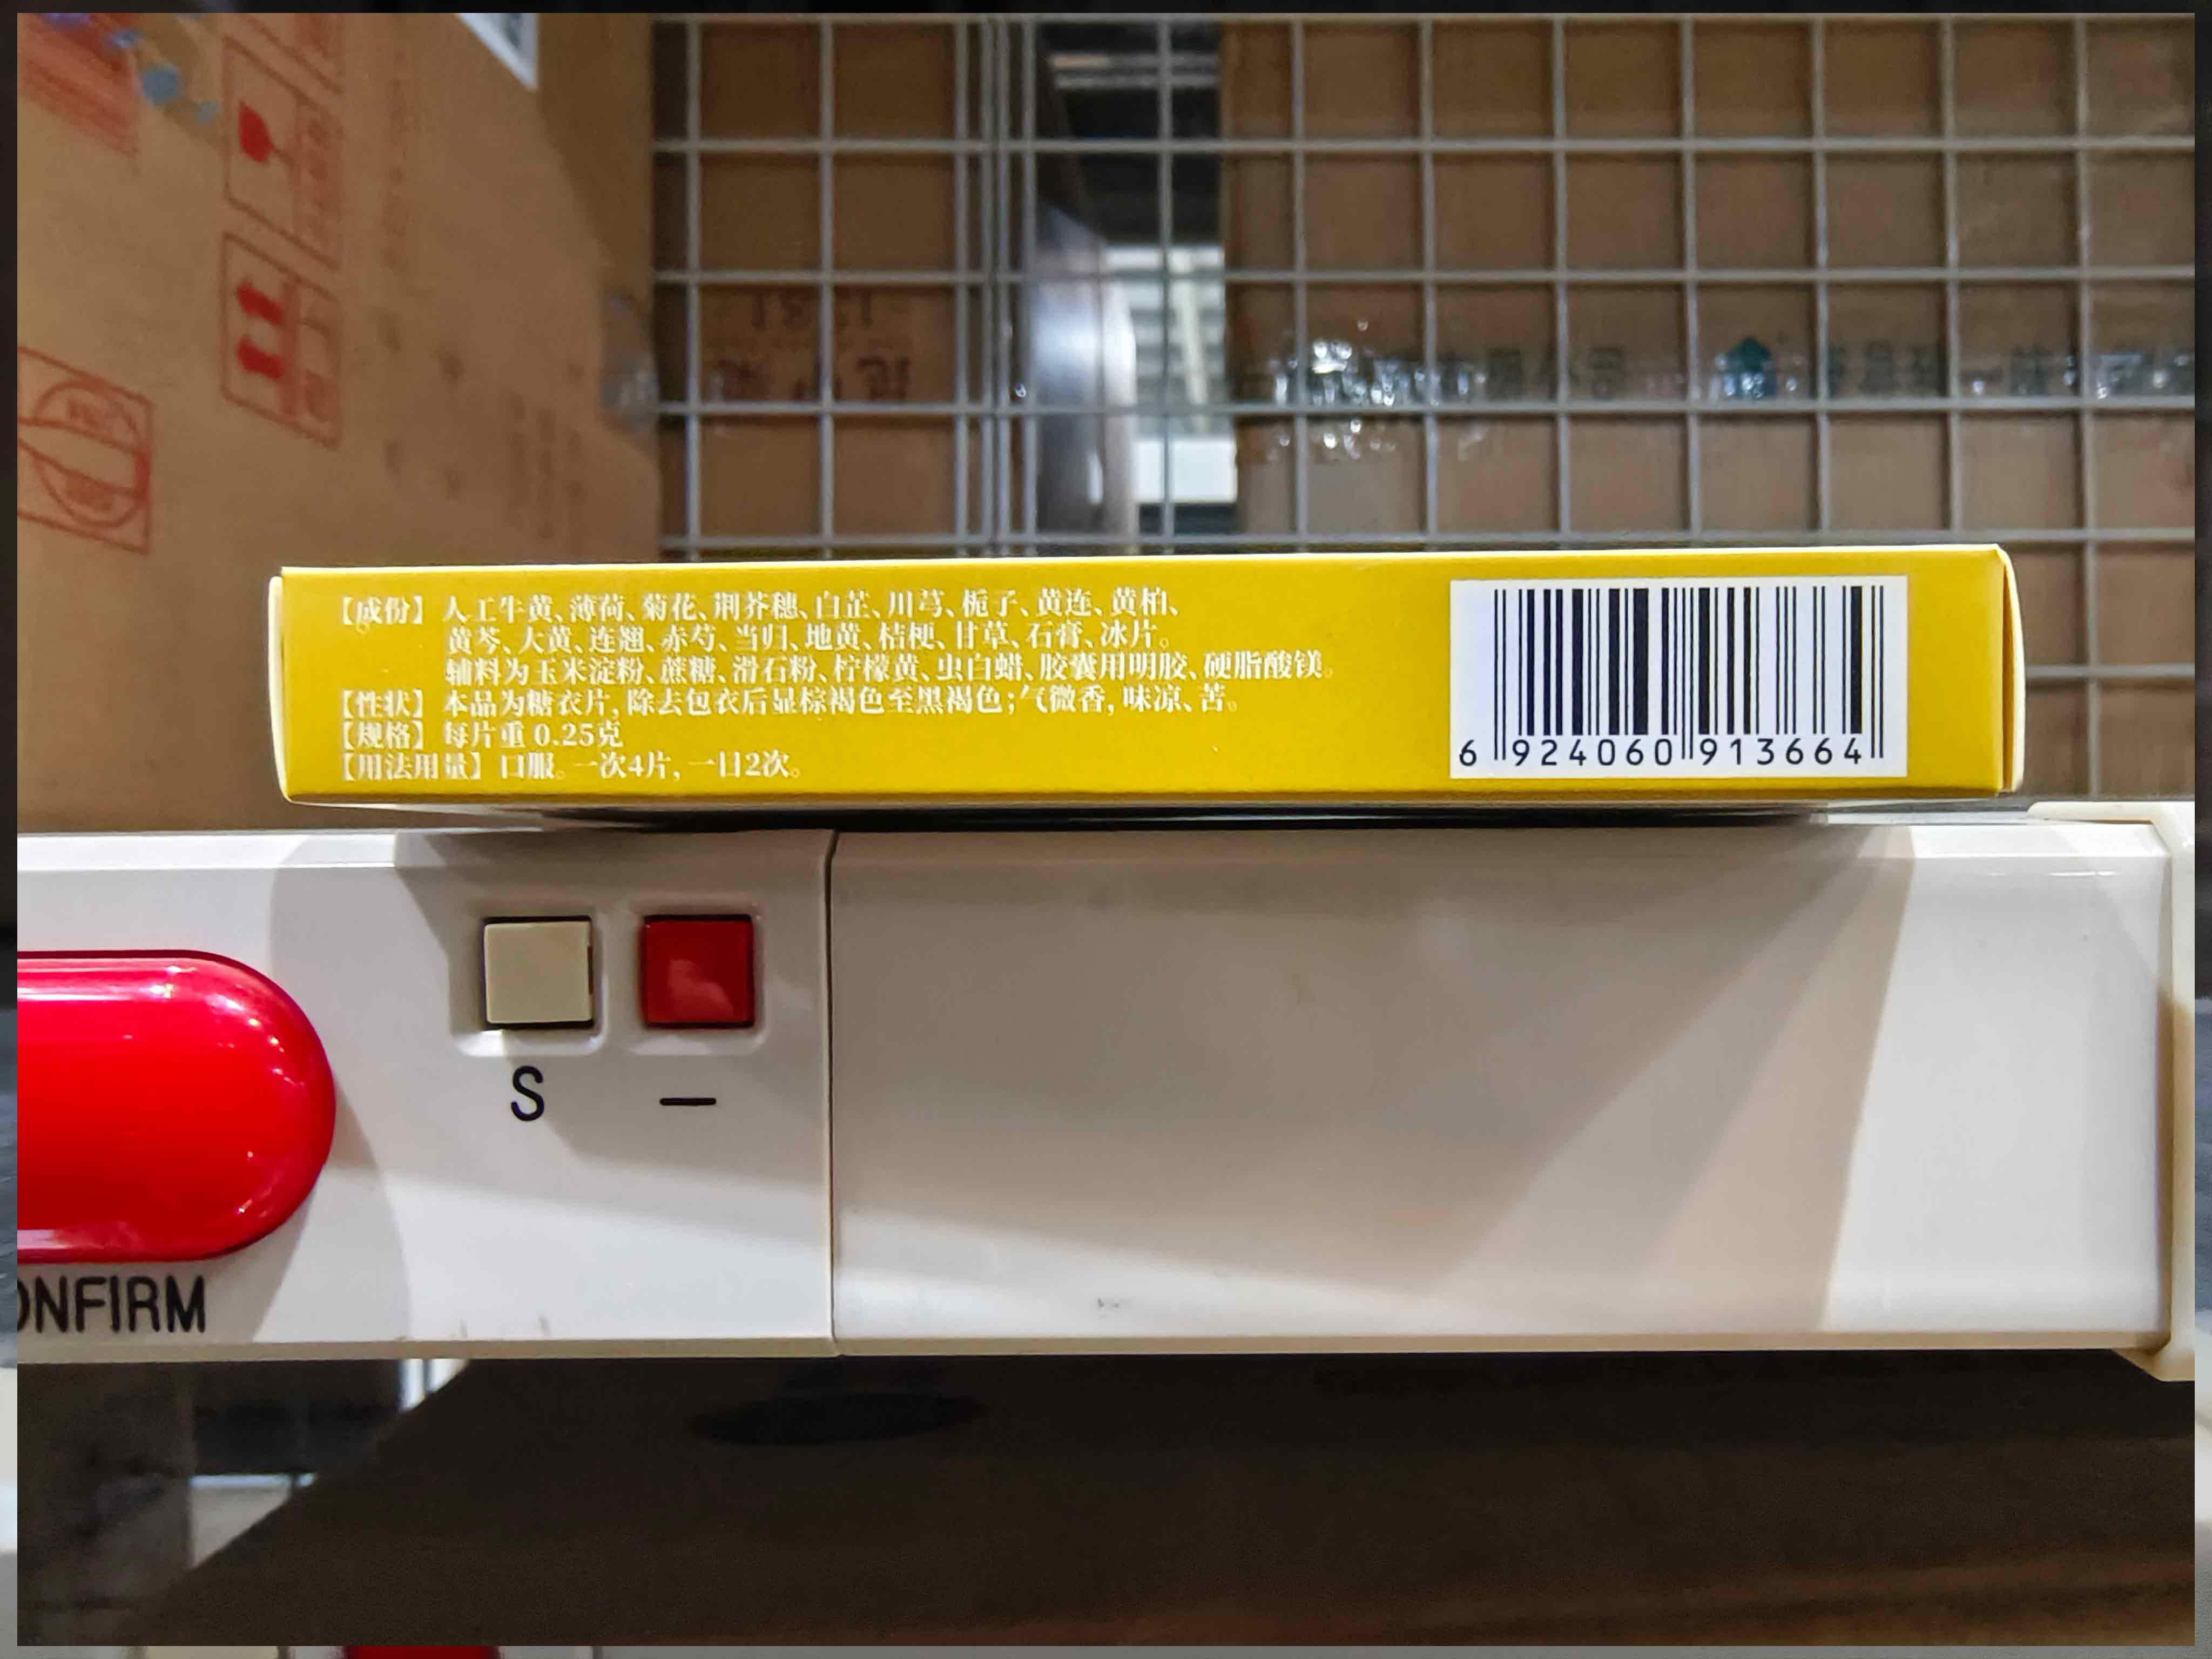 【成份】人工牛黄、薄荷、菊花、荆芥穗、白芷、川芎、栀子、黄连、黄柏、
黄芩、大黄、连翘、赤芍、当归、地黄、桔梗、甘草、石膏、冰片。
辅料为玉米淀粉、蔗糖、滑石粉、柠檬黄、虫白蜡、胶囊用明胶、硬脂酸镁。
【性状】本品为糖衣片,除去包衣后显棕褐色至黑褐色;气微香,味凉、苦。
【规格】每片重 0.25克
【用法用量】口服。一次4片,一日2次。
6 924060 913664
S
—
ONFIRM